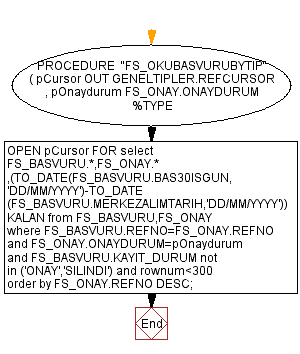 PROCEDURE "FS_OKUBASVURUBYTIP"
( pCursor OUT GENELTIPLER.REFCURSOR
, pOnaydurum FS_ONAY.ONAYDURUM
%TYPE
OPEN pCursor FOR select
FS_BASVURU.*,FS_ONAY.*
,(TO_DATE(FS_BASVURU.BAS30ISGUN,
'DD/MM/YYYY')-TO_DATE
(FS_BASVURU.MERKEZALIMTARIH,'DD/MM/YYYY'))
KALAN from FS_BASVURU,FS_ONAY
where FS_BASVURU.REFNO=FS_ONAY.REFNO
and FS_ONAY.ONAYDURUM=pOnaydurum
and FS_BASVURU.KAYIT_DURUM not
in ('ONAY','SILINDI') and rownum<300
order by FS_ONAY.REFNO DESC;
End